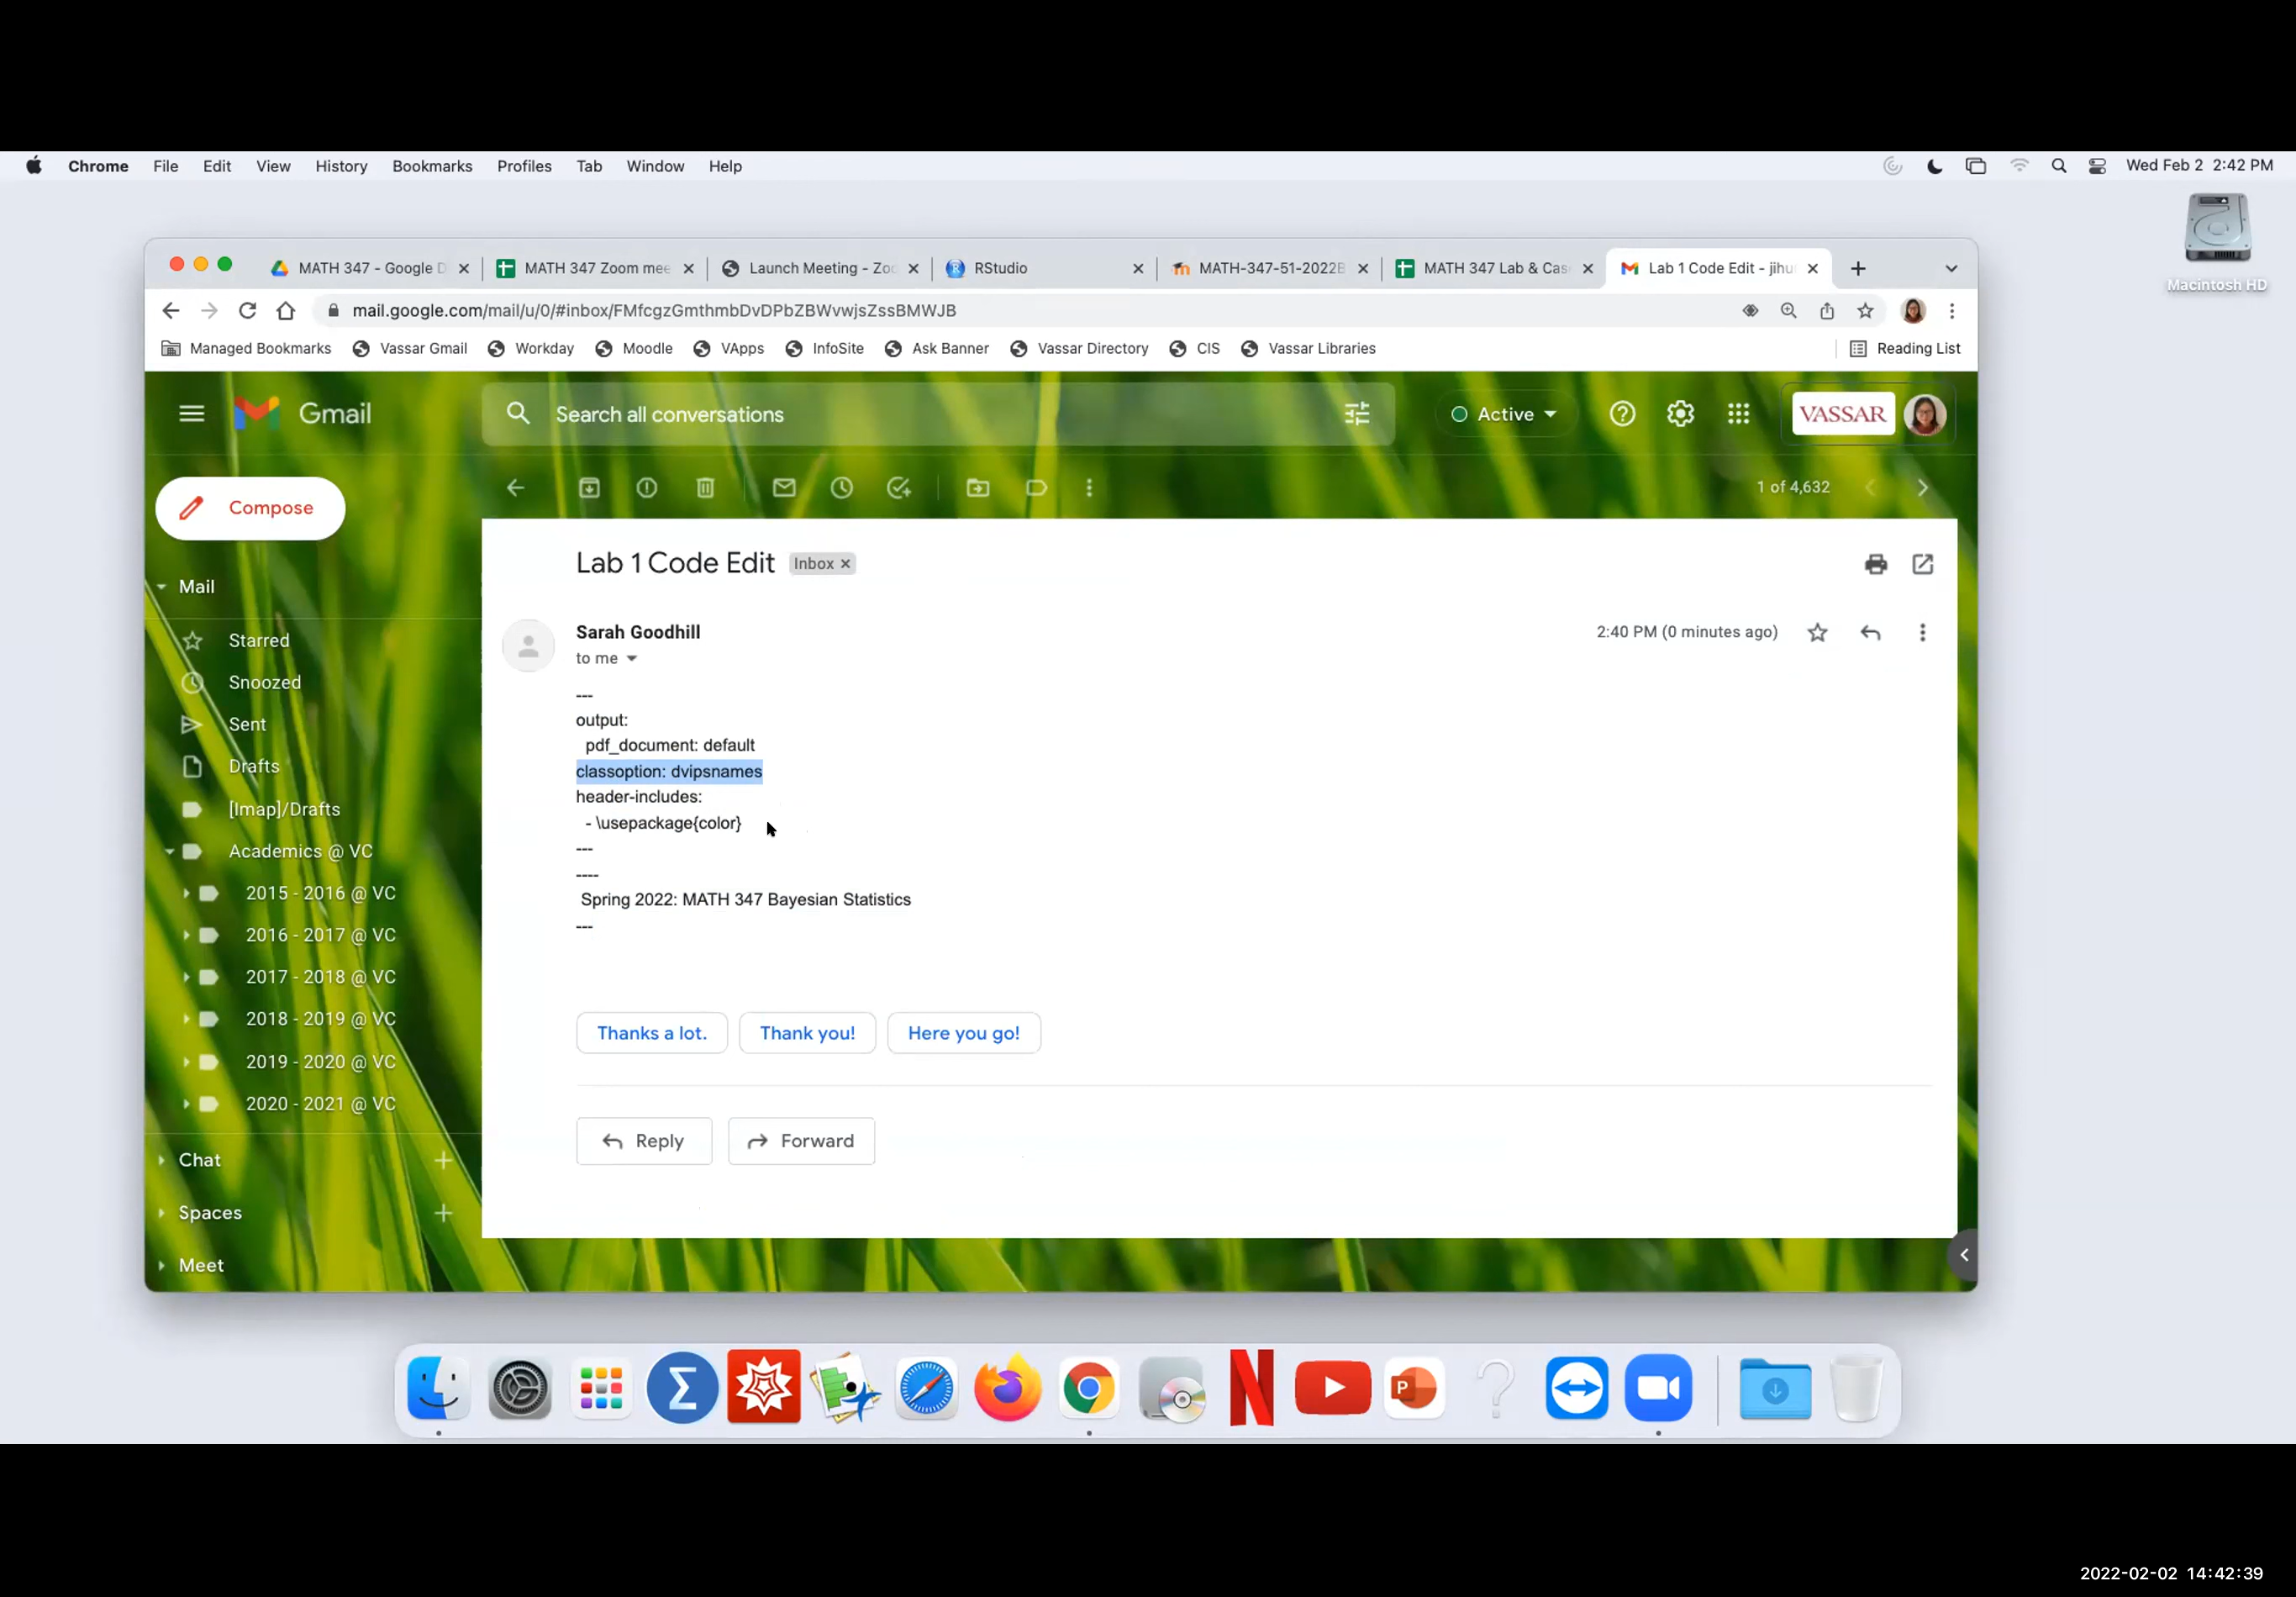 Chrome File Edit View History Bookmarks Profiles Tab Window Help Wed Feb 2 2:42 PM
Macintosh HD
MATH 347 - Google D MATH 347 Zoom mee Launch Meeting - Zoo RStudio MATH-347-51-2022B MATH 347 Lab & Cas Lab 1 Code Edit - jihu
mail.google.com/mail/u/0/#inbox/FMfcgzGmthmbDvDPbZBWvwjsZssBMWJB
Managed Bookmarks Vassar Gmail Workday Moodle VApps InfoSite Ask Banner Vassar Directory CIS Vassar Libraries Reading List
Gmail Search all conversations Active VASSAR
1 of 4,632
Compose
Lab 1 Code Edit Inbox ×
Mail
Sarah Goodhill 2:40 PM (0 minutes ago)
to me
Starred
Snoozed
Sent
Drafts
[Imap]/Drafts
Academics @ VC
2015 - 2016 @ VC
2016 - 2017 @ VC
2017 - 2018 @ VC
2018 - 2019 @ VC
2019 - 2020 @ VC
2020 - 2021 @ VC
Chat
Spaces
Meet
---
output:
pdf_document: default
classoption: dvipsnames
header-includes:
- \usepackage{color}
---
----
Spring 2022: MATH 347 Bayesian Statistics
---
Thanks a lot. Thank you! Here you go!
Reply Forward
P
2022-02-02 14:42:39